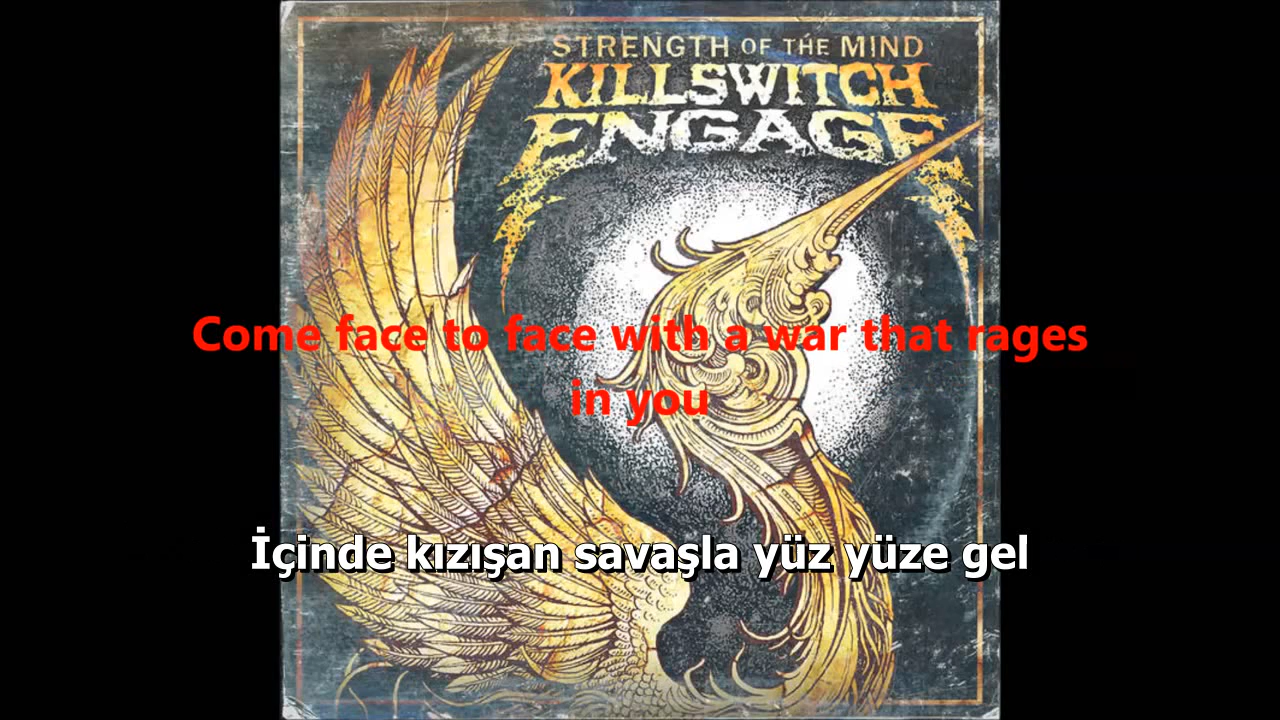 STRENGTH OF THE MIND
KILLSWITCH
ENGAGE
Come face to face with a war that rages
in you
İçinde kızışan savaşla yüz yüze gel